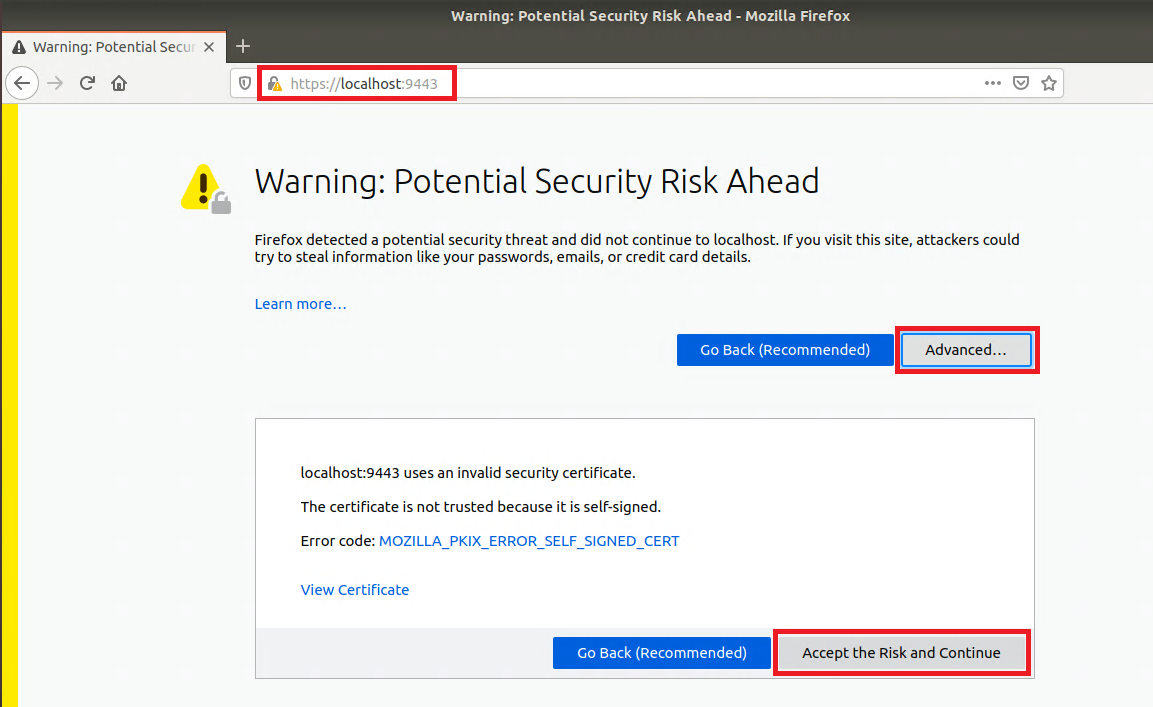 Warning: Potential Security Risk Ahead - Mozilla Firefox
Warning: Potential Secur
https://localhost:9443
Warning: Potential Security Risk Ahead
Firefox detected a potential security threat and did not continue to localhost. If you visit this site, attackers could
try to steal information like your passwords, emails, or credit card details.
Learn more…
Go Back (Recommended) Advanced…
localhost:9443 uses an invalid security certificate.
The certificate is not trusted because it is self-signed.
Error code: MOZILLA_PKIX_ERROR_SELF_SIGNED_CERT
View Certificate
Go Back (Recommended) Accept the Risk and Continue